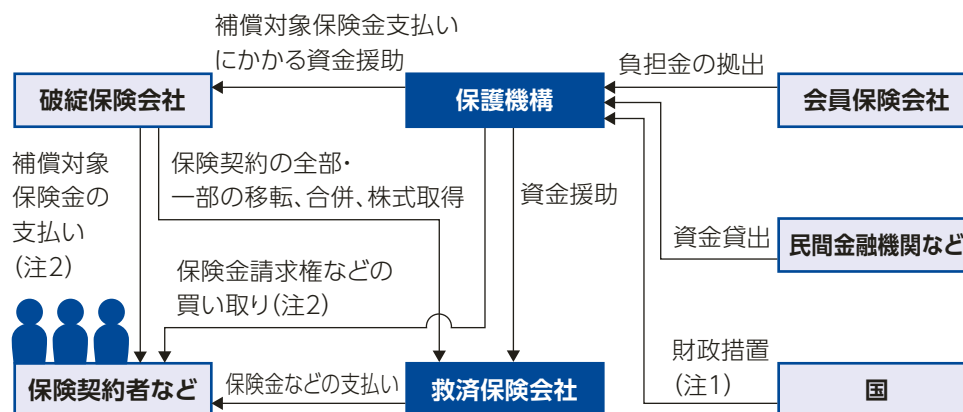 補償対象保険金支払い
にかかる資金援助
負担金の拠出
破綻保険会社
保護機構
会員保険会社
補償対象
保険金の
支払い
(注2)
保険契約の全部・
一部の移転、合併、株式取得
資金援助
資金貸出
民間金融機関など
保険金請求権などの
買い取り(注2)
財政措置
(注1)
保険契約者など
保険金などの支払い
救済保険会社
国